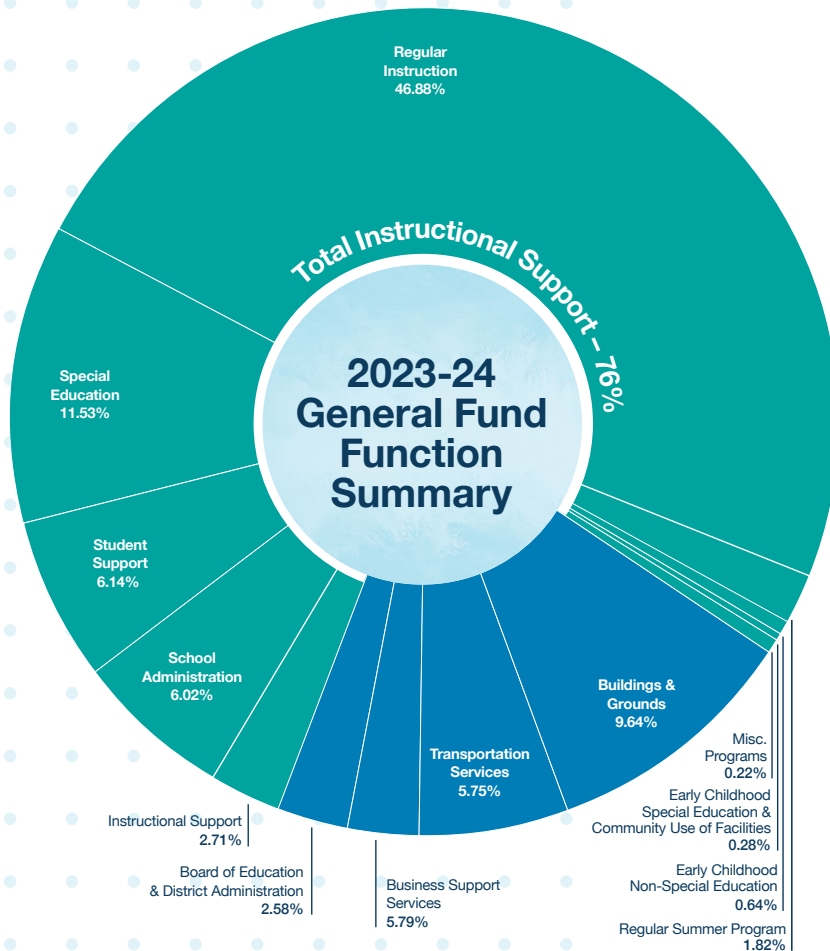 Regular
Instruction
46.88%
Total Instructional Support – 76%
2023-24
General Fund
Function
Summary
Special
Education
11.53%
Student
Support
6.14%
School
Administration
6.02%
Instructional Support
2.71%
Board of Education
& District Administration
2.58%
Business Support
Services
5.79%
Transportation
Services
5.75%
Buildings &
Grounds
9.64%
Misc.
Programs
0.22%
Early Childhood
Special Education &
Community Use of Facilities
0.28%
Early Childhood
Non-Special Education
0.64%
Regular Summer Program
1.82%